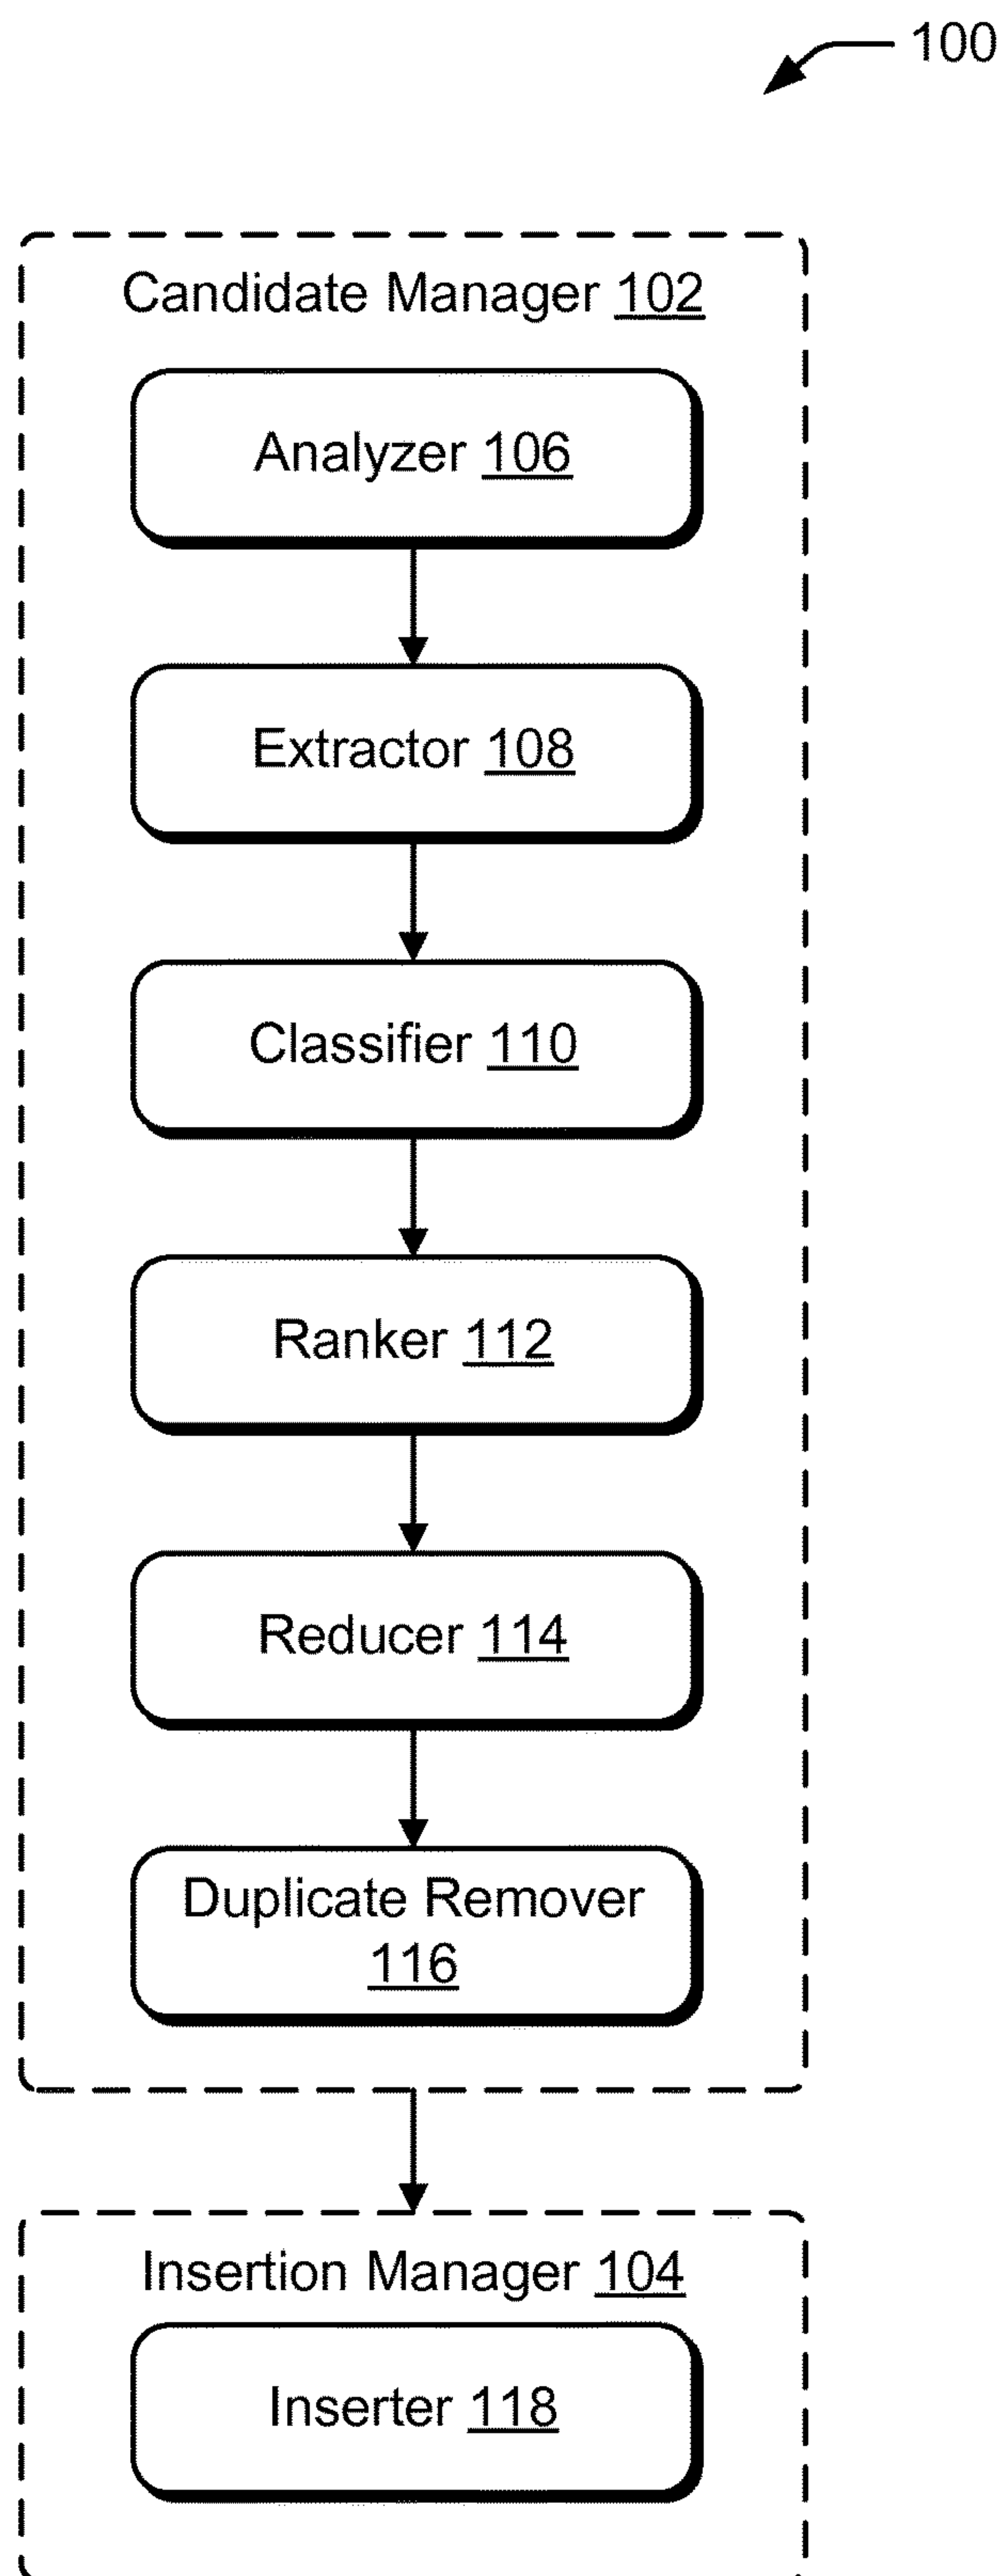 100
Candidate Manager 102
Analyzer 106
Extractor 108
Classifier 110
Ranker 112
Reducer 114
Duplicate Remover
116
Insertion Manager 104
Inserter 118